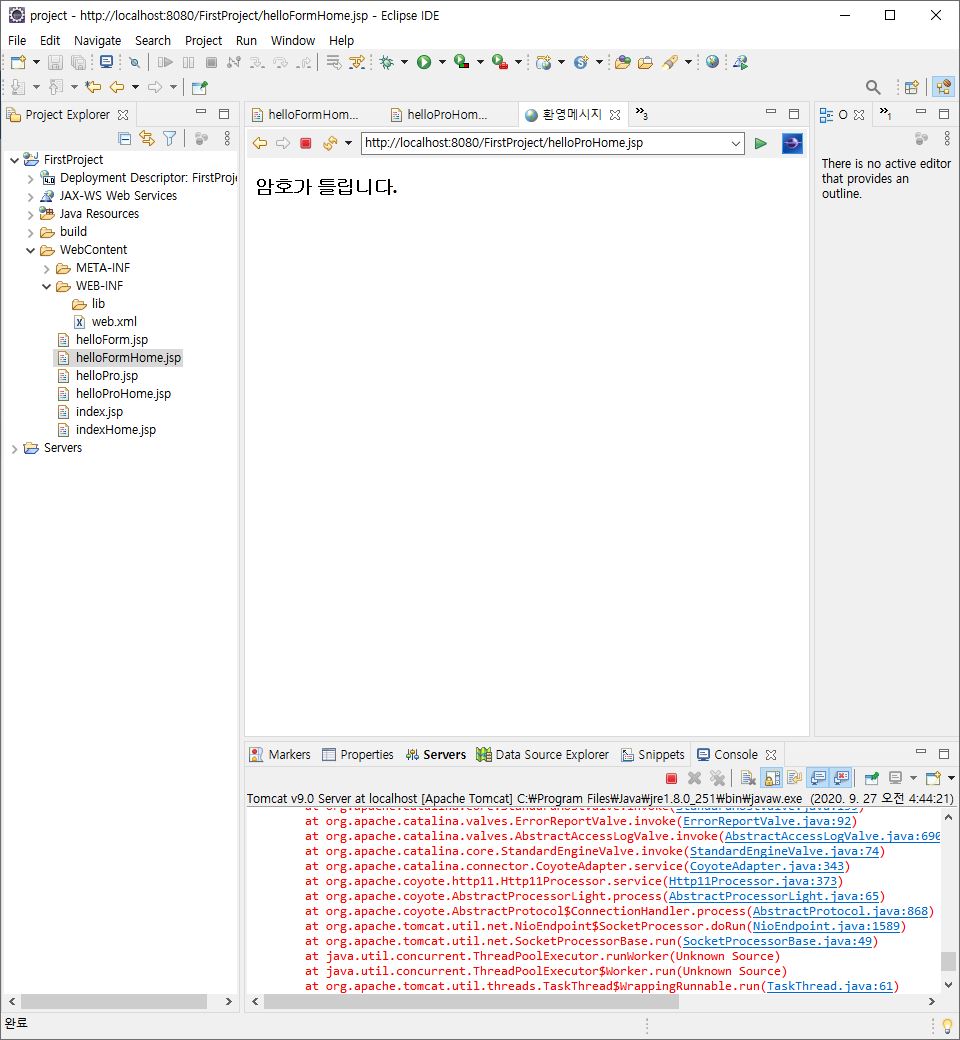 project - http://localhost:8080/FirstProject/helloFormHome.jsp - Eclipse IDE
File Edit Navigate Search Project Run Window Help
Project Explorer
FirstProject
Deployment Descriptor: FirstProje
JAX-WS Web Services
Java Resources
build
WebContent
META-INF
WEB-INF
lib
web.xml
helloForm.jsp
helloFormHome.jsp
helloPro.jsp
helloProHome.jsp
index.jsp
indexHome.jsp
Servers
helloFormHom... helloProHom... 환영메시지 »3
http://localhost:8080/FirstProject/helloProHome.jsp
암호가 틀립니다.
O »1
There is no active editor
that provides an
outline.
Markers Properties Servers Data Source Explorer Snippets Console
Tomcat v9.0 Server at localhost [Apache Tomcat] C:₩Program Files₩Java₩jre1.8.0_251₩bin₩javaw.exe (2020. 9. 27 오전 4:44:21)
at org.apache.catalina.valves.ErrorReportValve.invoke(ErrorReportValve.java:92)
at org.apache.catalina.valves.AbstractAccessLogValve.invoke(AbstractAccessLogValve.java:690
at org.apache.catalina.core.StandardEngineValve.invoke(StandardEngineValve.java:74)
at org.apache.catalina.connector.CoyoteAdapter.service(CoyoteAdapter.java:343)
at org.apache.coyote.http11.Http11Processor.service(Http11Processor.java:373)
at org.apache.coyote.AbstractProcessorLight.process(AbstractProcessorLight.java:65)
at org.apache.coyote.AbstractProtocol$ConnectionHandler.process(AbstractProtocol.java:868)
at org.apache.tomcat.util.net.NioEndpoint$SocketProcessor.doRun(NioEndpoint.java:1589)
at org.apache.tomcat.util.net.SocketProcessorBase.run(SocketProcessorBase.java:49)
at java.util.concurrent.ThreadPoolExecutor.runWorker(Unknown Source)
at java.util.concurrent.ThreadPoolExecutor$Worker.run(Unknown Source)
at org.apache.tomcat.util.threads.TaskThread$WrappingRunnable.run(TaskThread.java:61)
완료